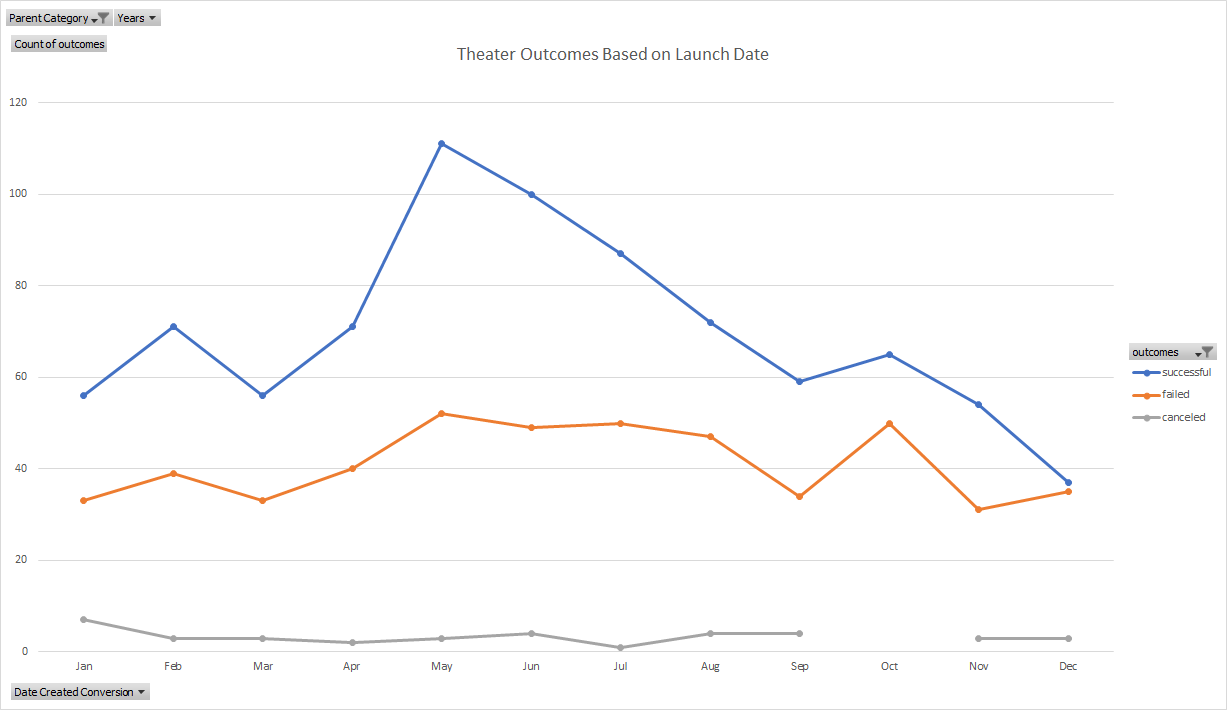 Parent Category Years
Count of outcomes
Theater Outcomes Based on Launch Date
120
100
80
60
40
20
0
Jan Feb Mar Apr May Jun Jul Aug Sep Oct Nov Dec
outcomes
successful
failed
canceled
Date Created Conversion